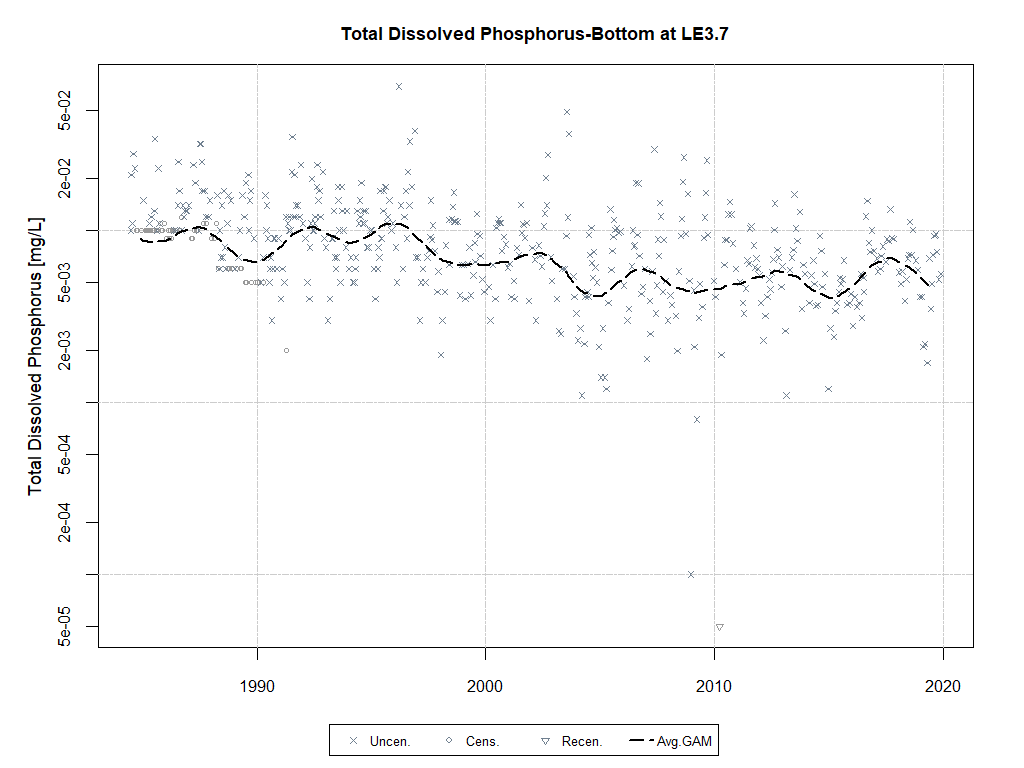 Total Dissolved Phosphorus-Bottom at LE3.7
Total Dissolved Phosphorus [mg/L]
5e-02
2e-02
5e-03
2e-03
5e-04
2e-04
5e-05
1990 2000 2010 2020
Uncen. Cens. Recen. Avg.GAM